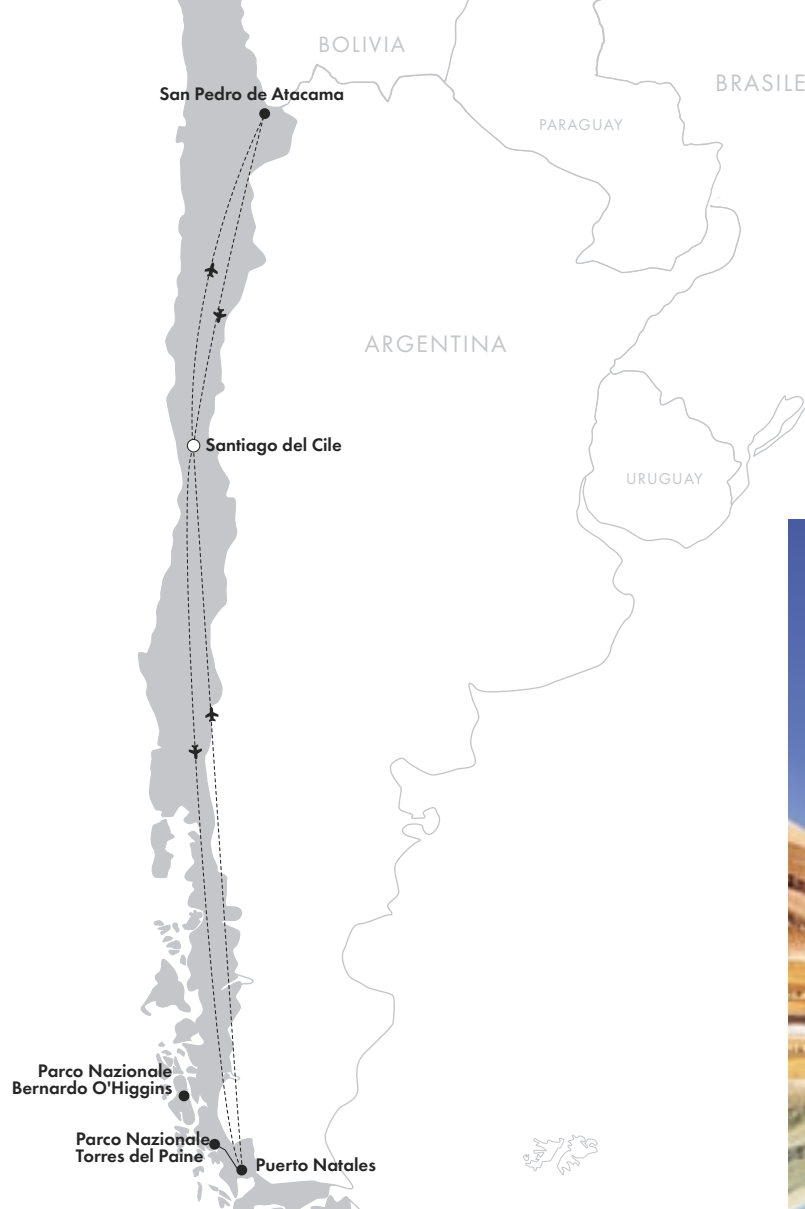 BOLIVIA
BRASILE
San Pedro de Atacama
PARAGUAY
ARGENTINA
Santiago del Cile
URUGUAY
Parco Nazionale
Bernardo O'Higgins
Parco Nazionale
Torres del Paine
Puerto Natales